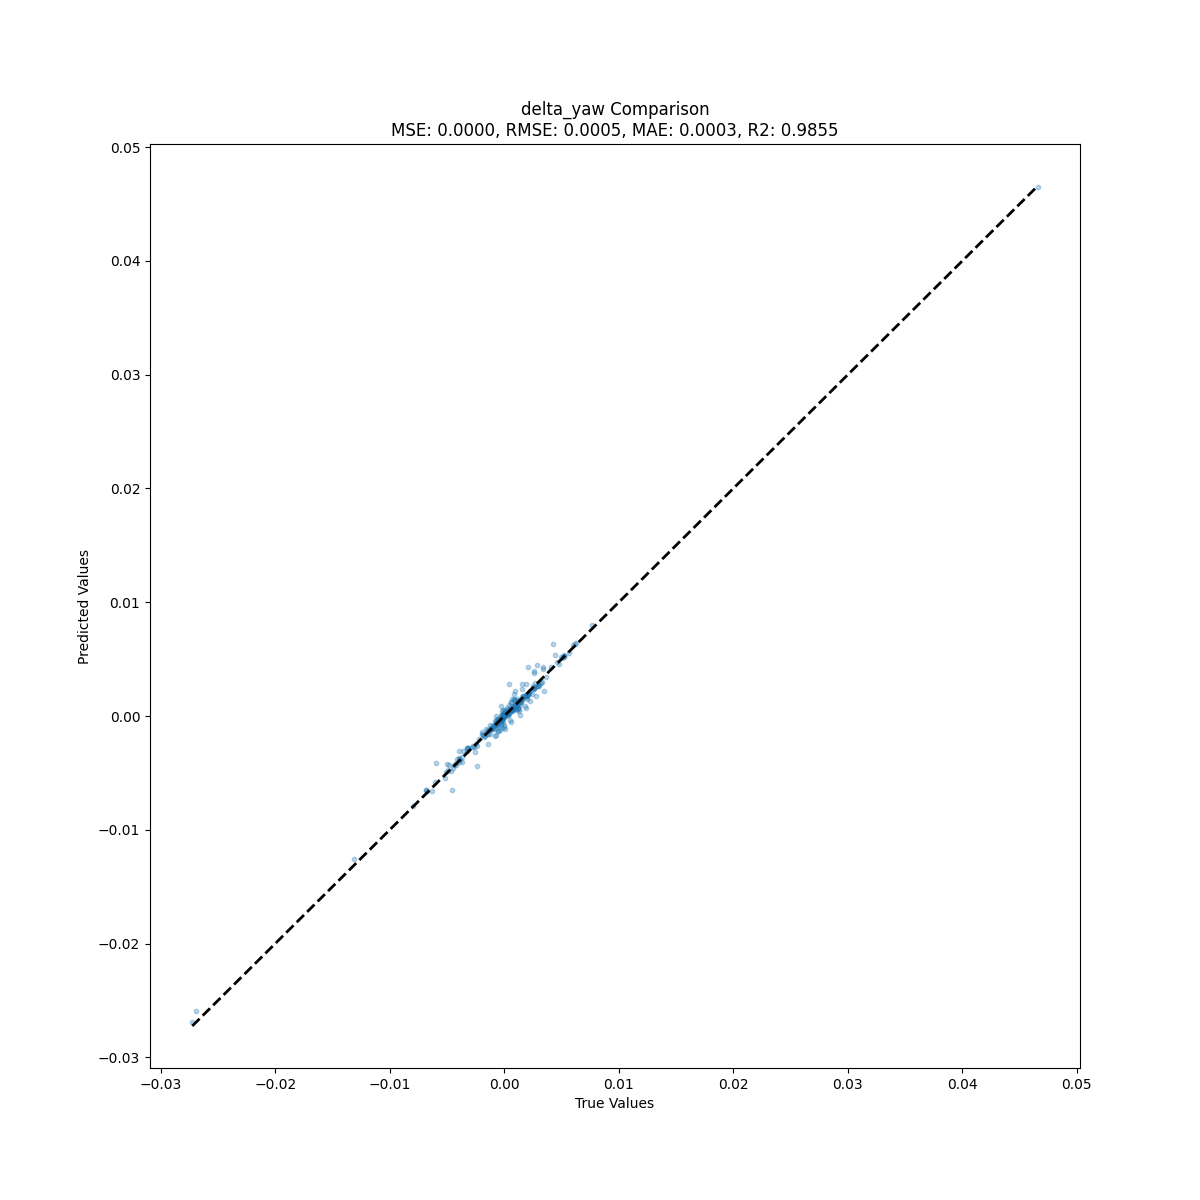 delta_yaw Comparison
MSE: 0.0000, RMSE: 0.0005, MAE: 0.0003, R2: 0.9855
0.05
0.04
0.03
0.02
0.01
0.00
−0.01
−0.02
−0.03
Predicted Values
−0.03 −0.02 −0.01 0.00 0.01 0.02 0.03 0.04 0.05
True Values